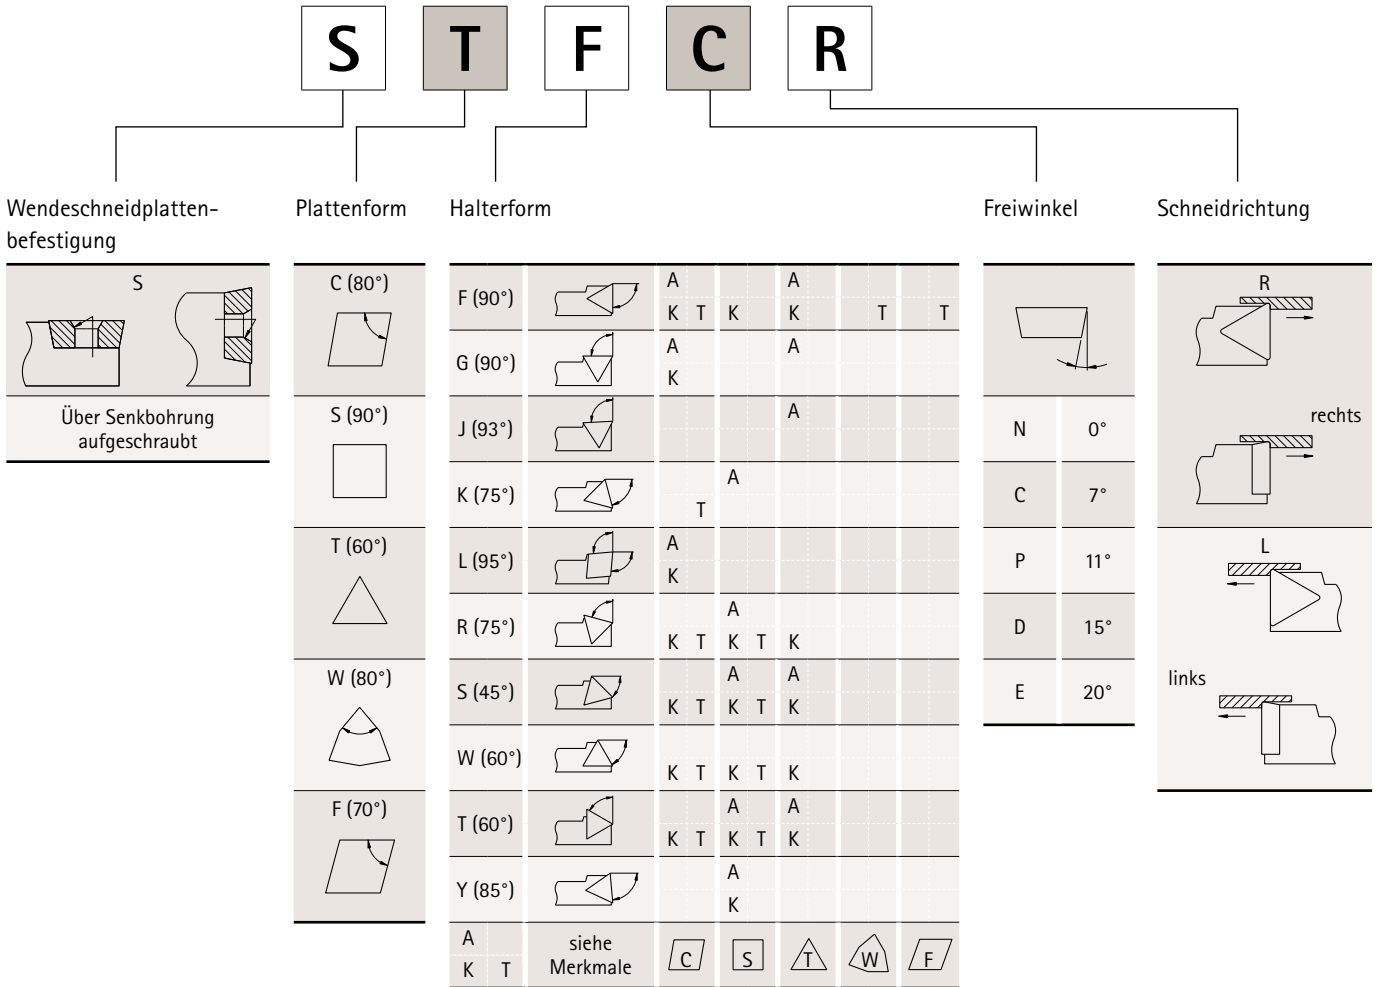 S T F C R
Wendeschneidplatten-
befestigung
Plattenform
Halterform
Freiwinkel
Schneidrichtung
S
Über Senkbohrung
aufgeschraubt
C (80°)
S (90°)
T (60°)
W (80°)
F (70°)
A A
F (90°)
K T K K T T
A A
G (90°)
K
A
J (93°)
A
K (75°)
T
A
L (95°)
K
A
R (75°)
K T K T K
A A
S (45°)
K T K T K
W (60°)
K T K T K
A A
T (60°)
K T K T K
A
Y (85°)
K
A
K T
siehe
Merkmale
C S T W F
N 0°
C 7°
P 11°
D 15°
E 20°
R
rechts
L
links